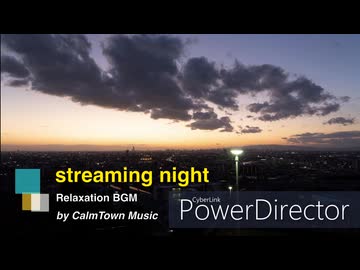 streaming night
Relaxation BGM
by CalmTown Music
CyberLink
PowerDirector